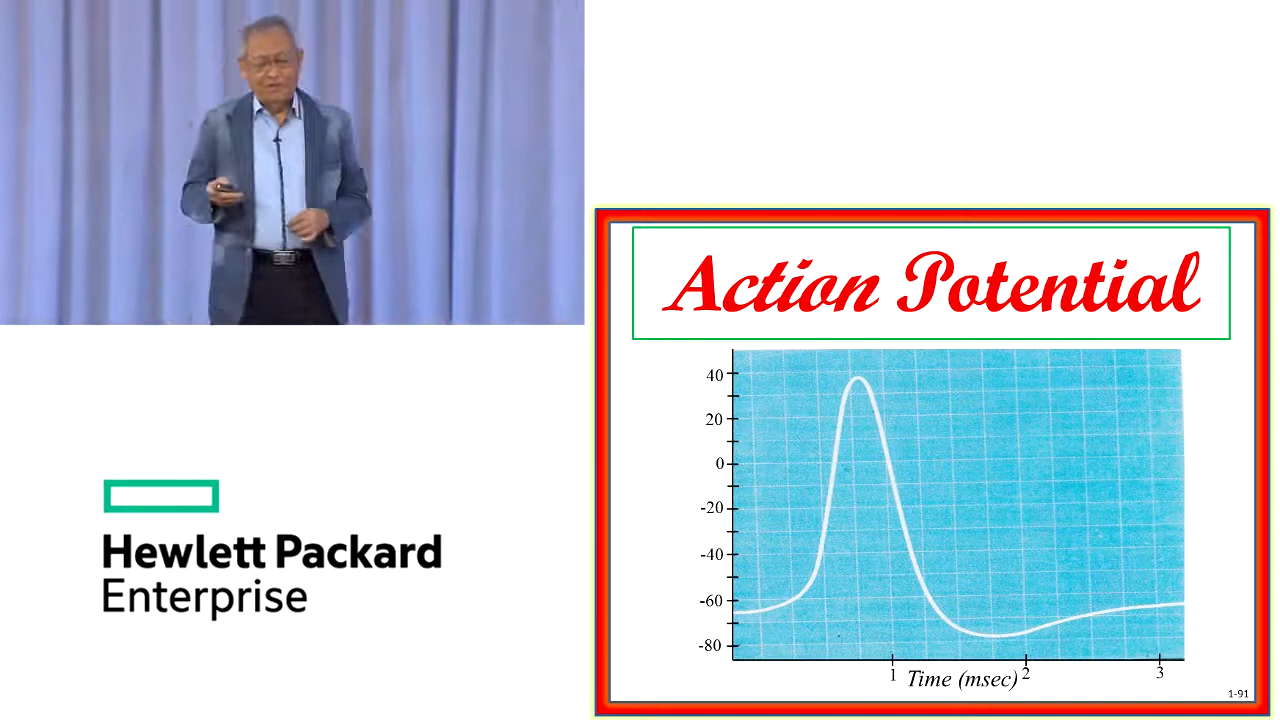 Action Potential
40
20
0
-20
-40
-60
-80
1
2
3
Time (msec)
1-91
Hewlett Packard
Enterprise